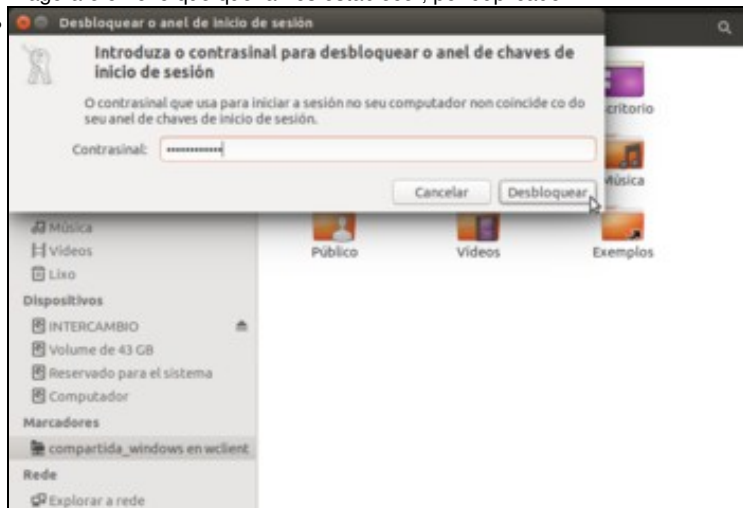 Desbloquear o anel de inicio de sesión
Introduza o contrasinal para desbloquear o anel de chaves de
inicio de sesión
O contrasinal que usa para iniciar a sesión no seu computador non coincide co do
seu anel de chaves de inicio de sesión.
Contrasinal:
Cancelar
Desbloquear
critorio
Música
Música
Vídeos
Lixo
Público
Vídeos
Exemplos
Dispositivos
INTERCAMBIO
Volume de 43 GB
Reservado para el sistema
Computador
Marcadores
compartida_windows en wclient
Rede
Explorar a rede